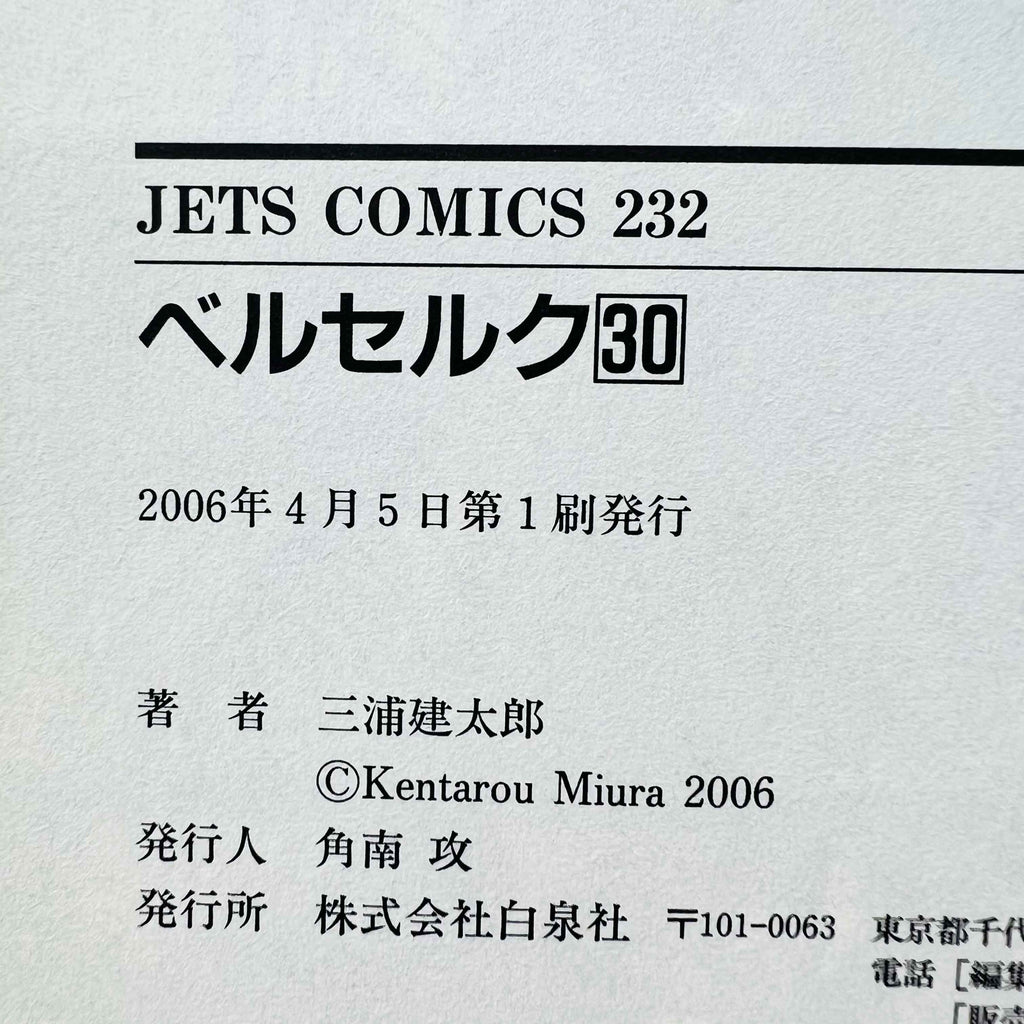 JETS COMICS 232
ベルセルク30
2006年4月5日第1刷発行
著 者 三浦建太郎
©Kentarou Miura 2006
発行人 角南 攻
発行所 株式会社白泉社 〒101-0063 東京都千代
電話［編集
［販売